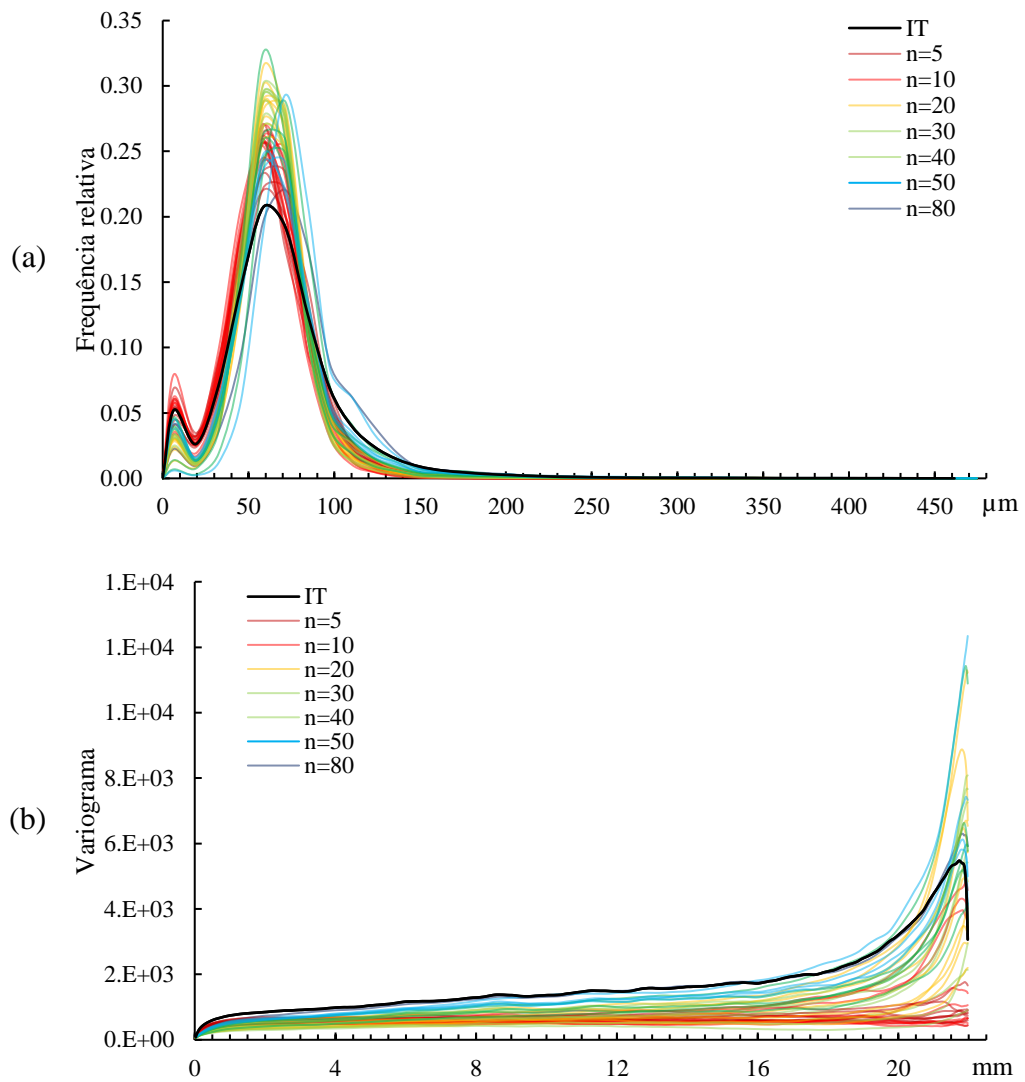 0.35
0.30
0.25
0.20
0.15
0.10
0.05
0.00
Frequência relativa
(a)
0 50 100 150 200 250 300 350 400 450 µm
IT
n=5
n=10
n=20
n=30
n=40
n=50
n=80
1.E+04
1.E+04
1.E+04
8.E+03
6.E+03
4.E+03
2.E+03
0.E+00
Variograma
(b)
0 4 8 12 16 20 mm
IT
n=5
n=10
n=20
n=30
n=40
n=50
n=80